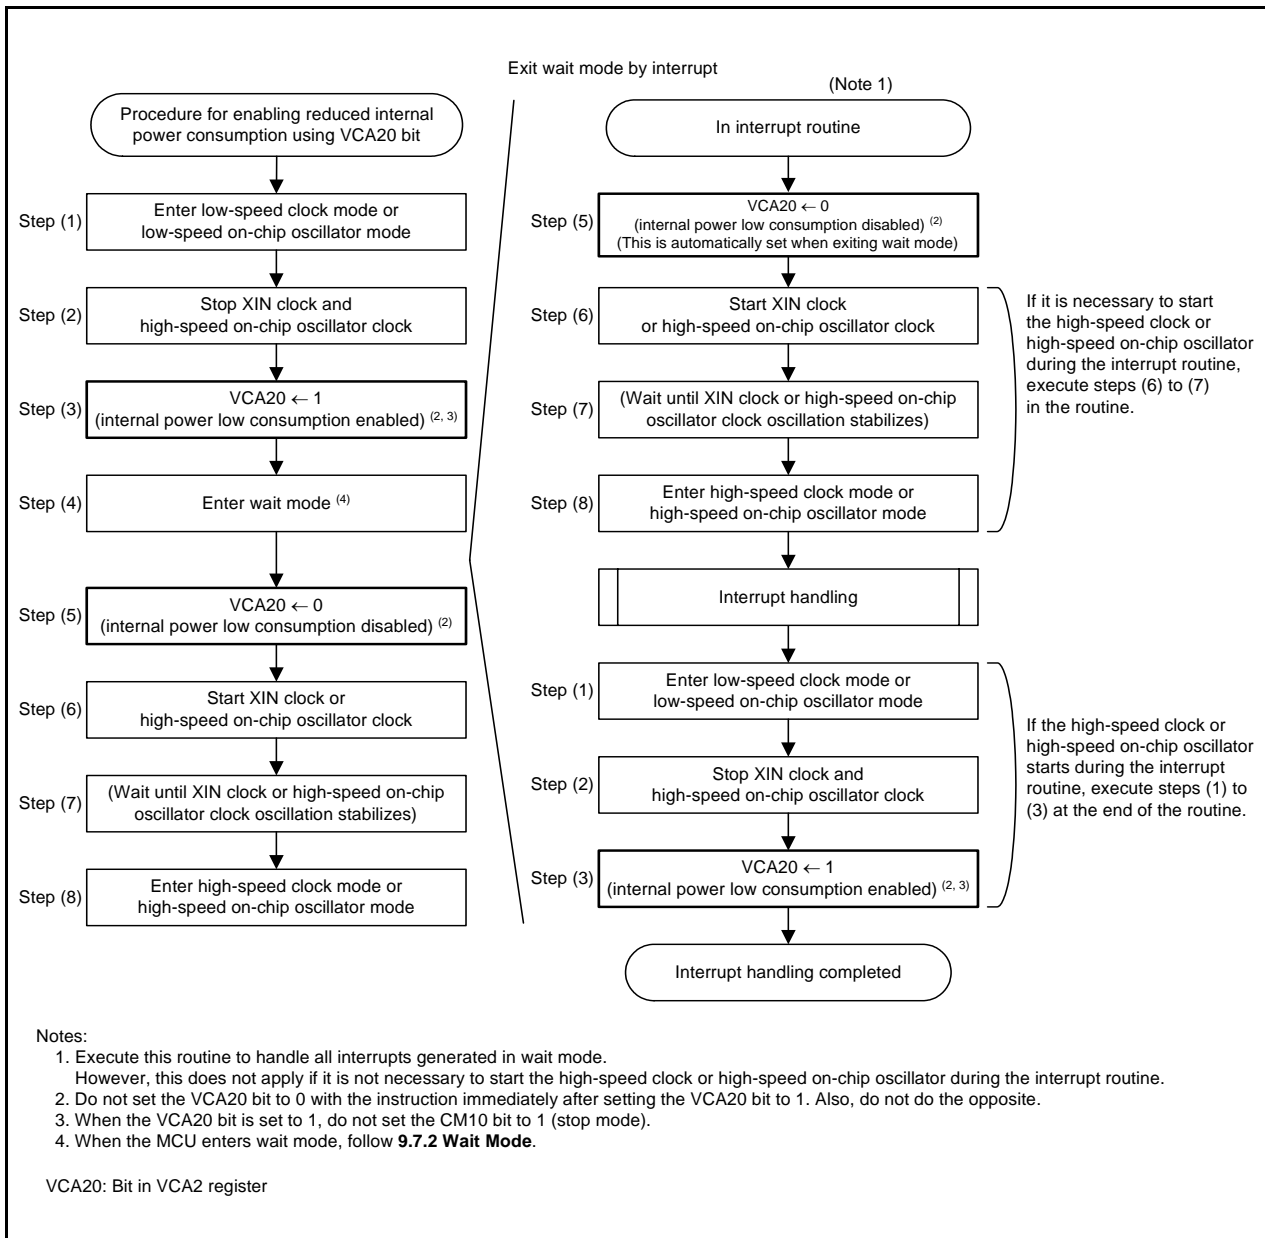 Exit wait mode by interrupt
(Note 1)
Procedure for enabling reduced internal
power consumption using VCA20 bit
Step (1)
Enter low-speed clock mode or
low-speed on-chip oscillator mode
Step (2)
Stop XIN clock and
high-speed on-chip oscillator clock
Step (3)
VCA20 ← 1
(internal power low consumption enabled) (2, 3)
Step (4)
Enter wait mode (4)
Step (5)
VCA20 ← 0
(internal power low consumption disabled) (2)
Step (6)
Start XIN clock or
high-speed on-chip oscillator clock
Step (7)
(Wait until XIN clock or high-speed on-chip
oscillator clock oscillation stabilizes)
Step (8)
Enter high-speed clock mode or
high-speed on-chip oscillator mode
In interrupt routine
Step (5)
VCA20 ← 0
(internal power low consumption disabled) (2)
(This is automatically set when exiting wait mode)
Step (6)
Start XIN clock
or high-speed on-chip oscillator clock
Step (7)
(Wait until XIN clock or high-speed on-chip
oscillator clock oscillation stabilizes)
Step (8)
Enter high-speed clock mode or
high-speed on-chip oscillator mode
If it is necessary to start
the high-speed clock or
high-speed on-chip oscillator
during the interrupt routine,
execute steps (6) to (7)
in the routine.
Interrupt handling
Step (1)
Enter low-speed clock mode or
low-speed on-chip oscillator mode
Step (2)
Stop XIN clock and
high-speed on-chip oscillator clock
Step (3)
VCA20 ← 1
(internal power low consumption enabled) (2, 3)
If the high-speed clock or
high-speed on-chip oscillator
starts during the interrupt
routine, execute steps (1) to
(3) at the end of the routine.
Interrupt handling completed
Notes:
1. Execute this routine to handle all interrupts generated in wait mode.
However, this does not apply if it is not necessary to start the high-speed clock or high-speed on-chip oscillator during the interrupt routine.
2. Do not set the VCA20 bit to 0 with the instruction immediately after setting the VCA20 bit to 1. Also, do not do the opposite.
3. When the VCA20 bit is set to 1, do not set the CM10 bit to 1 (stop mode).
4. When the MCU enters wait mode, follow 9.7.2 Wait Mode.
VCA20: Bit in VCA2 register